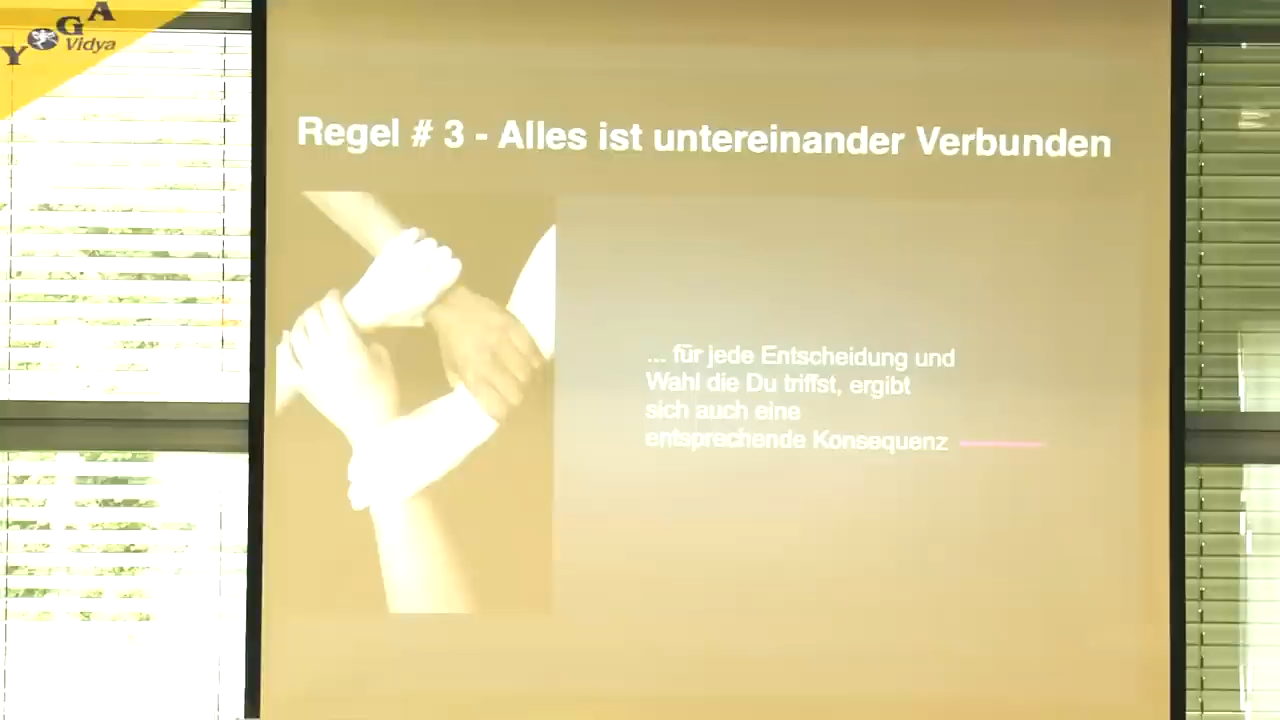 YOGA
Vidya
Regel # 3 - Alles ist untereinander Verbunden
... für jede Entscheidung und
Wahl die Du triffst, ergibt
sich auch eine
entsprechende Konsequenz